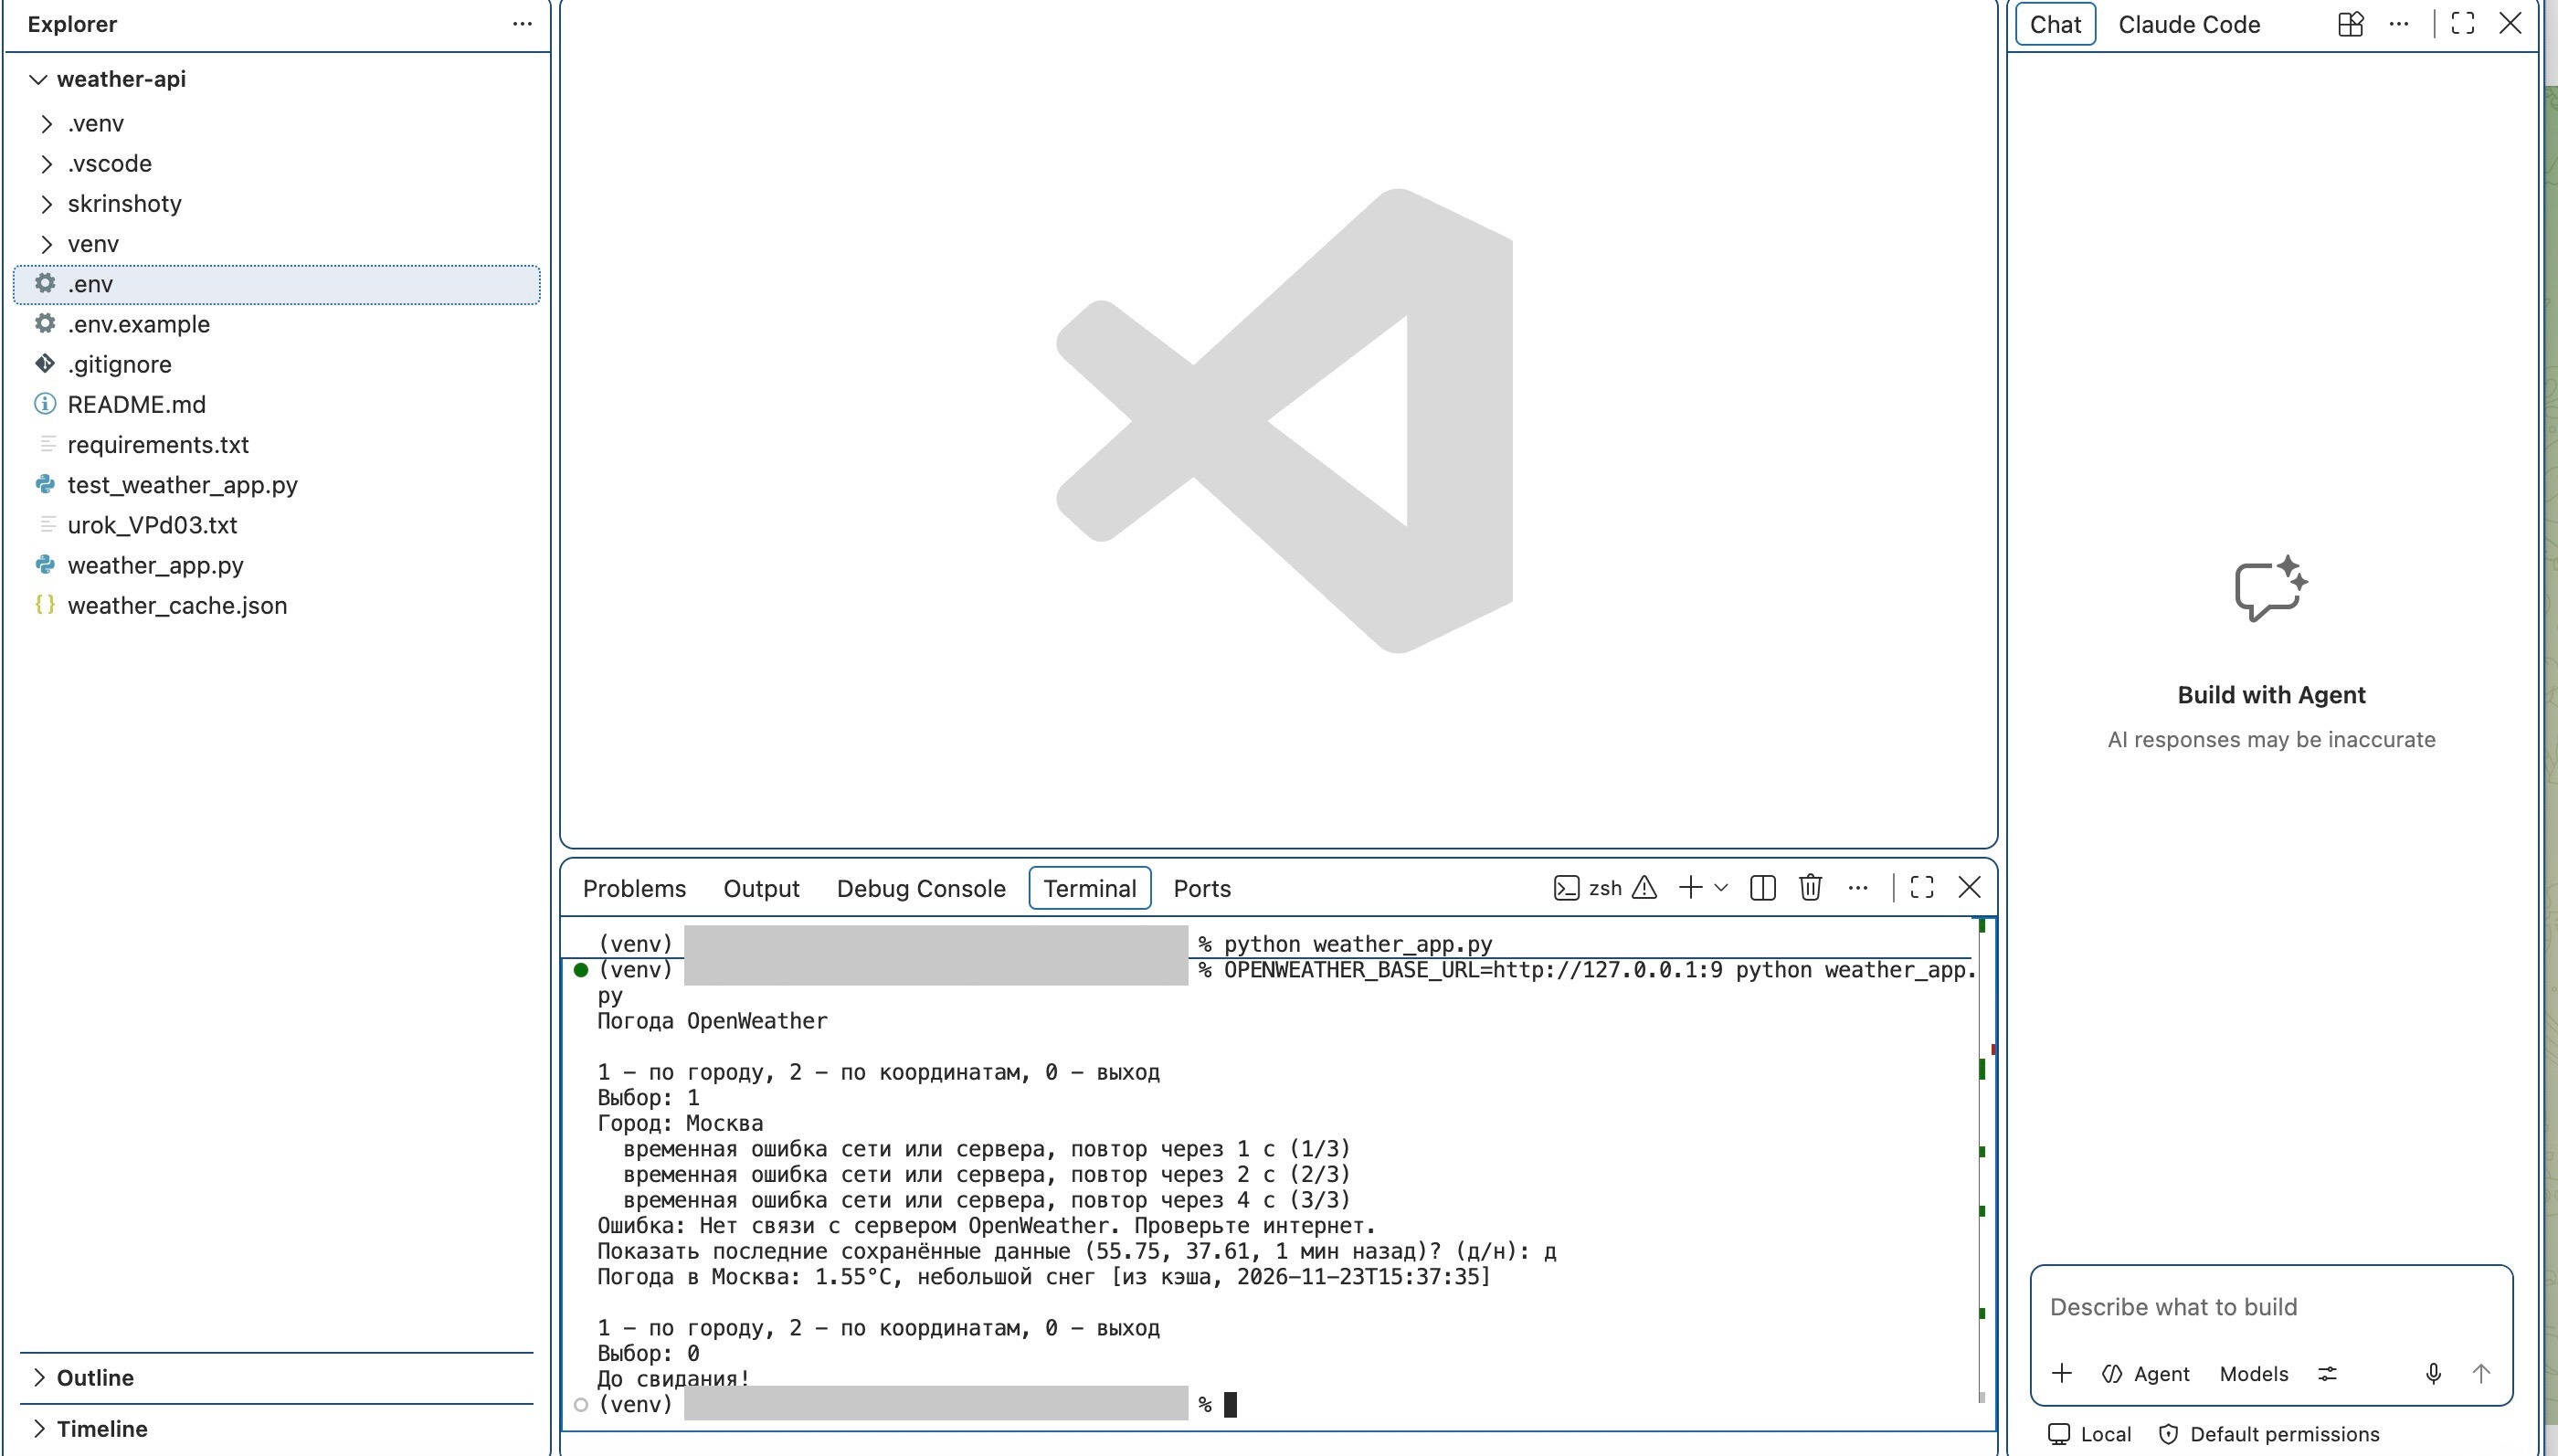 Explorer
weather-api
.venv
.vscode
skrinshoty
venv
.env
.env.example
.gitignore
README.md
requirements.txt
test_weather_app.py
urok_VPd03.txt
weather_app.py
weather_cache.json
Outline
Timeline
Problems Output Debug Console Terminal Ports
zsh
(venv) % python weather_app.py
(venv) % OPENWEATHER_BASE_URL=http://127.0.0.1:9 python weather_app.
py
Погода OpenWeather
1 — по городу, 2 — по координатам, 0 — выход
Выбор: 1
Город: Москва
временная ошибка сети или сервера, повтор через 1 с (1/3)
временная ошибка сети или сервера, повтор через 2 с (2/3)
временная ошибка сети или сервера, повтор через 4 с (3/3)
Ошибка: Нет связи с сервером OpenWeather. Проверьте интернет.
Показать последние сохранённые данные (55.75, 37.61, 1 мин назад)? (д/н): д
Погода в Москва: 1.55°C, небольшой снег [из кэша, 2026-11-23T15:37:35]
1 — по городу, 2 — по координатам, 0 — выход
Выбор: 0
До свидания!
(venv) %
Chat Claude Code
Build with Agent
AI responses may be inaccurate
Describe what to build
Agent Models
Local Default permissions